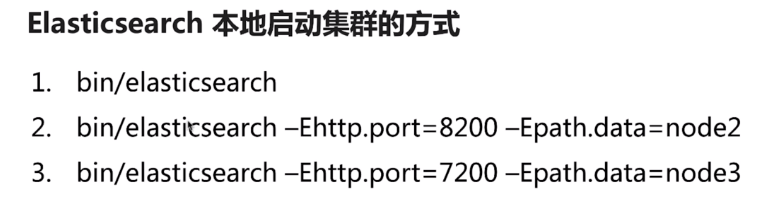 Elasticsearch 本地启动集群的方式
1. bin/elasticsearch
2. bin/elasticsearch –Ehttp.port=8200 –Epath.data=node2
3. bin/elasticsearch –Ehttp.port=7200 –Epath.data=node3